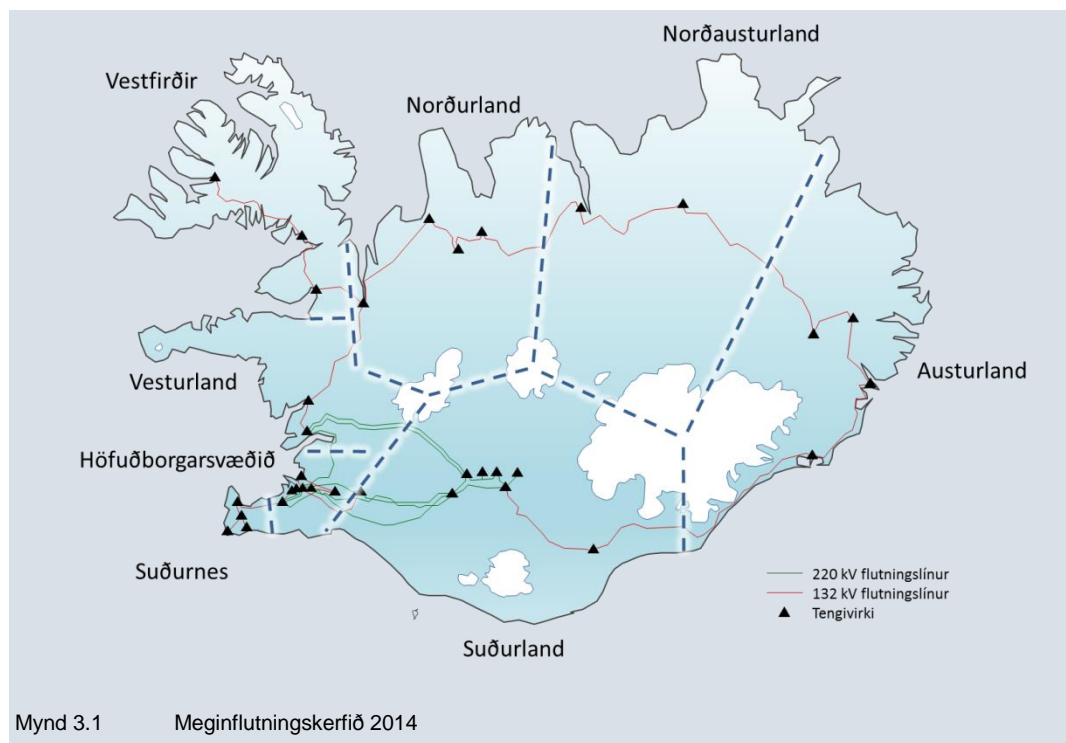 Norðausturland
Vestfirðir
Norðurland
Vesturland
Austurland
Höfuðborgarsvæðið
Suðurnes
220 kV flutningslínur
132 kV flutningslínur
Tengivirki
Suðurland
Mynd 3.1 Meginflutningskerfið 2014